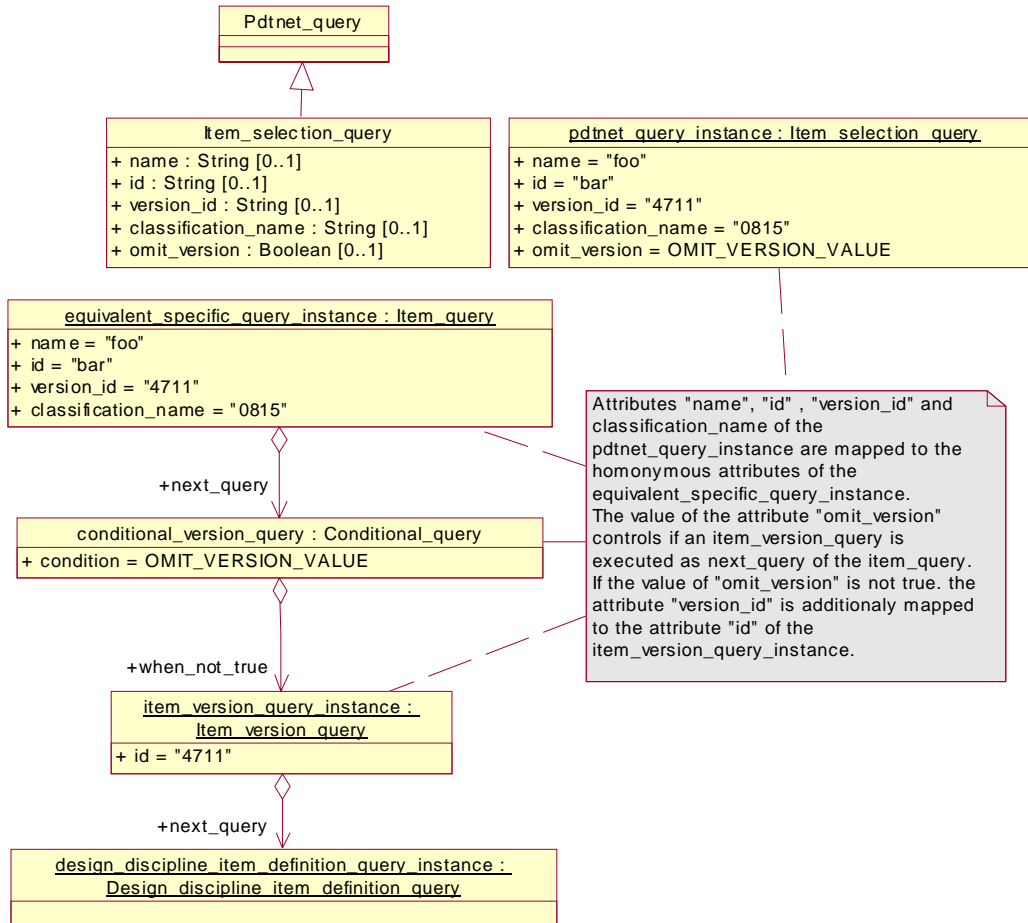 Pdtnet_query
Item_selection_query
+ name : String [0..1]
+ id : String [0..1]
+ version_id : String [0..1]
+ classification_name : String [0..1]
+ omit_version : Boolean [0..1]
pdtnet_query_instance : Item_selection_query
+ name = "foo"
+ id = "bar"
+ version_id = "4711"
+ classification_name = "0815"
+ omit_version = OMIT_VERSION_VALUE
equivalent_specific_query_instance : Item_query
+ name = "foo"
+ id = "bar"
+ version_id = "4711"
+ classification_name = "0815"
Attributes "name", "id" , "version_id" and
classification_name of the
pdtnet_query_instance are mapped to the
homonymous attributes of the
equivalent_specific_query_instance.
The value of the attribute "omit_version"
controls if an item_version_query is
executed as next_query of the item_query.
If the value of "omit_version" is not true. the
attribute "version_id" is additionaly mapped
to the attribute "id" of the
item_version_query_instance.
+next_query
conditional_version_query : Conditional_query
+ condition = OMIT_VERSION_VALUE
+when_not_true
item_version_query_instance :
Item_version_query
+ id = "4711"
+next_query
design_discipline_item_definition_query_instance :
Design_discipline_item_definition_query